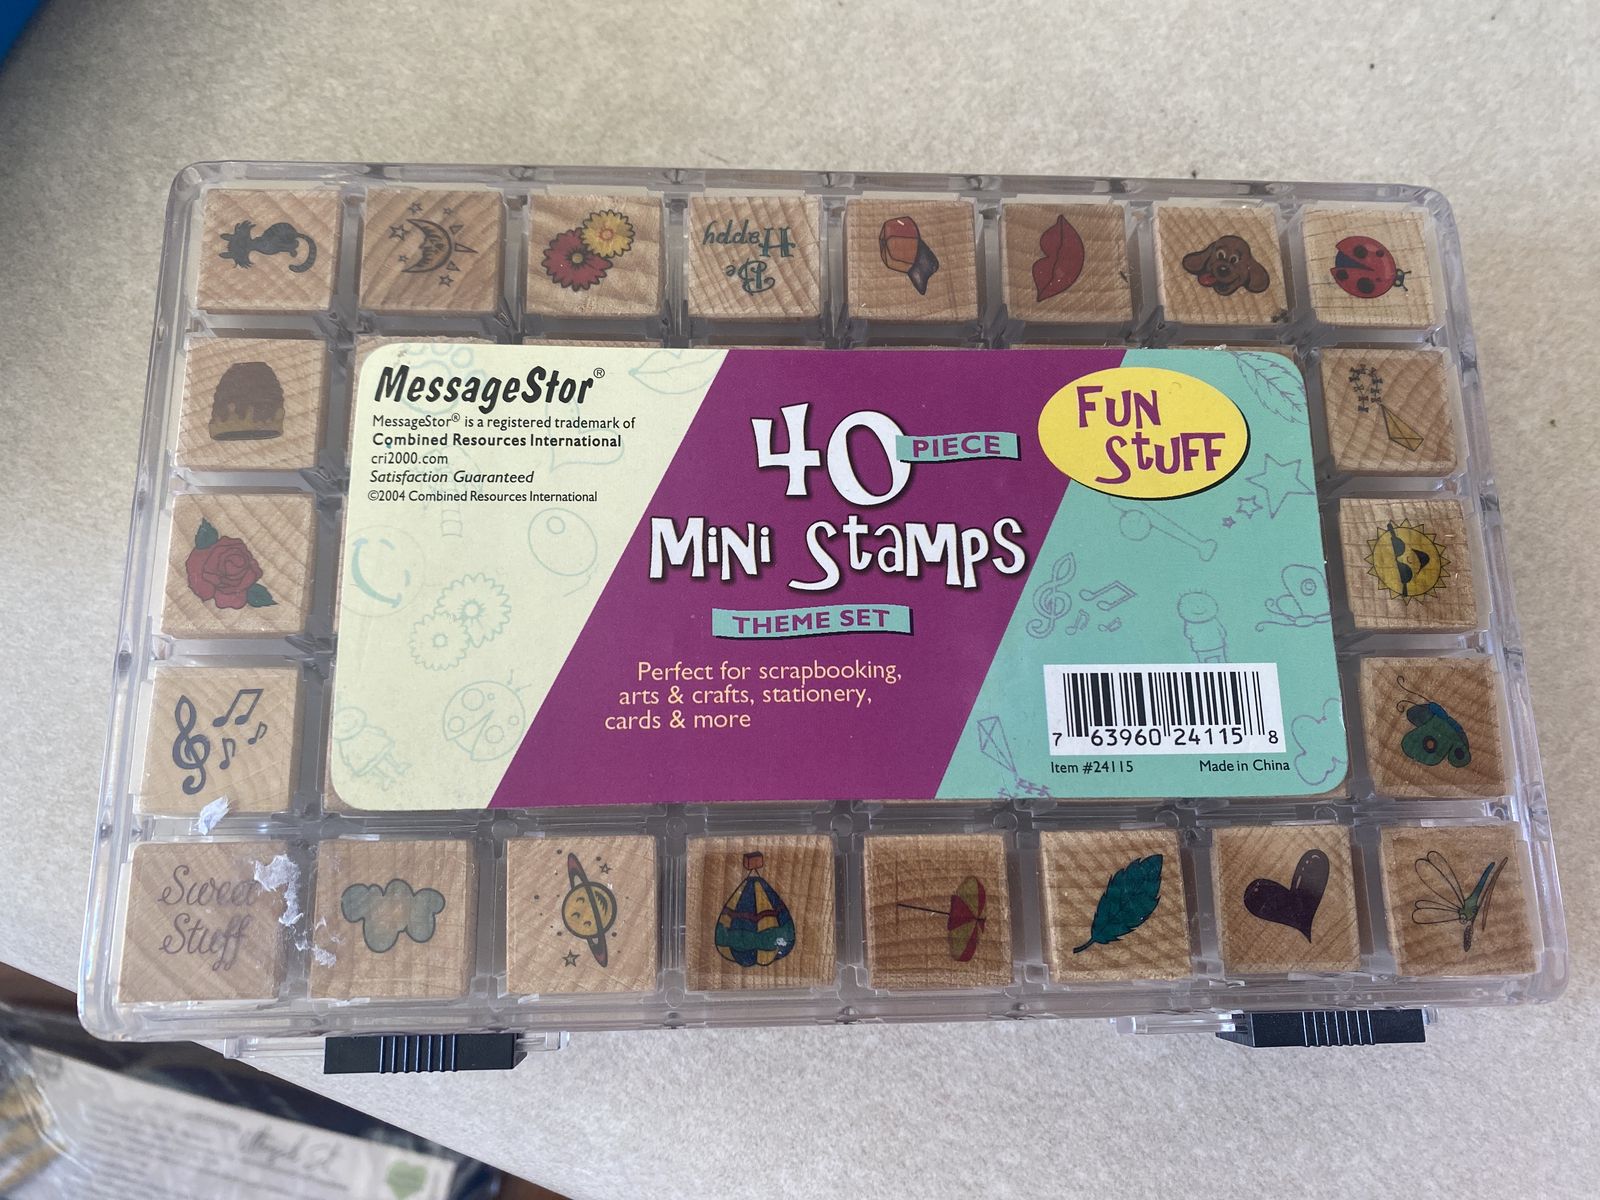 Be
Happy
MessageStor®
MessageStor® is a registered trademark of
Combined Resources International
cri2000.com
Satisfaction Guaranteed
©2004 Combined Resources International
40
PIECE
MiNi StaMPS
THEME SET
Perfect for scrapbooking,
arts & crafts, stationery,
cards & more
FUN
StUFF
7 63960 24115 8
Item #24115 Made in China
Sweet
Stuff